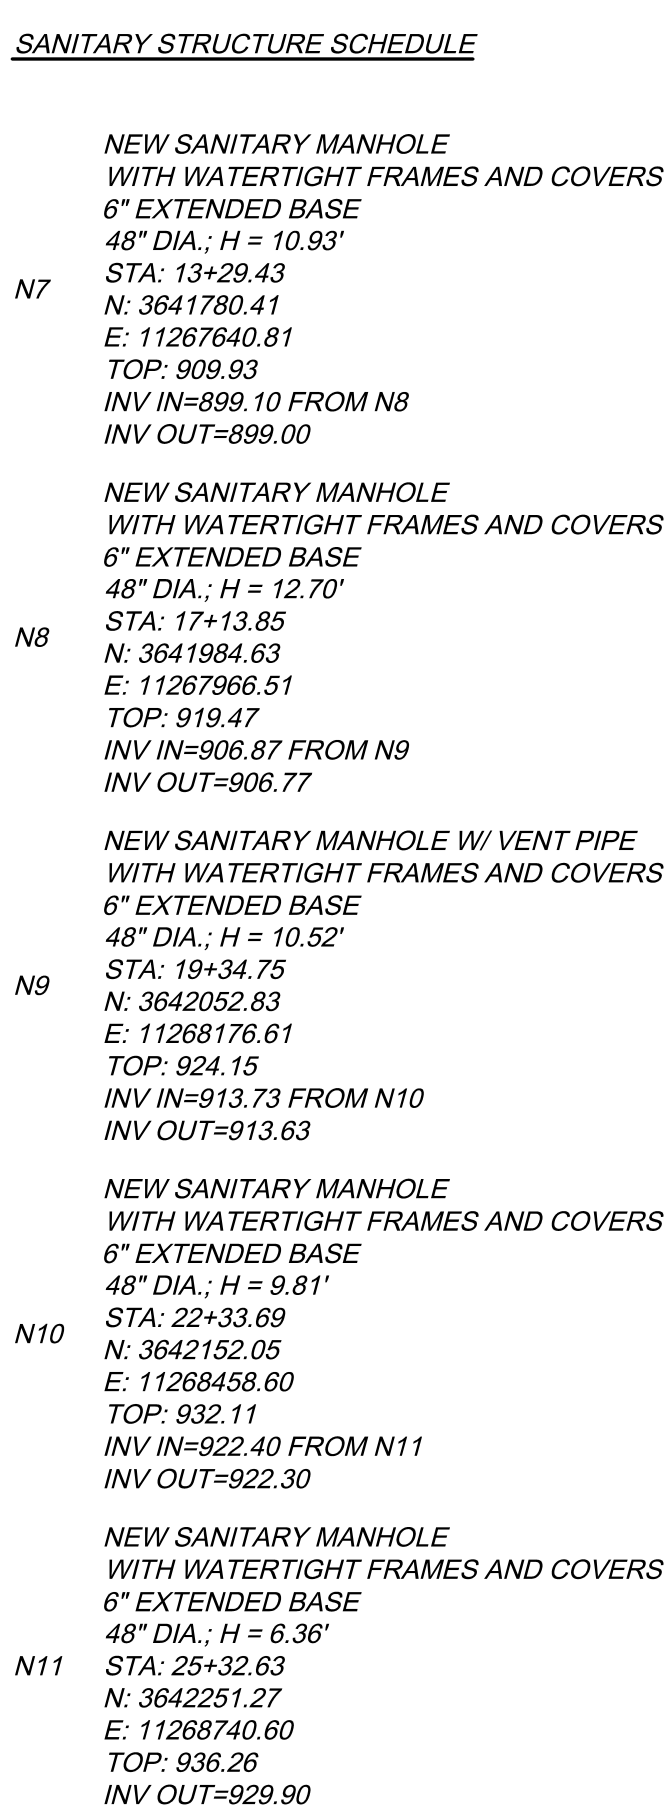 SANITARY STRUCTURE SCHEDULE
NEW SANITARY MANHOLE
WITH WATERTIGHT FRAMES AND COVERS
6" EXTENDED BASE
48" DIA.; H = 10.93'
N7 STA: 13+29.43
N: 3641780.41
E: 11267640.81
TOP: 909.93
INV IN=899.10 FROM N8
INV OUT=899.00
NEW SANITARY MANHOLE
WITH WATERTIGHT FRAMES AND COVERS
6" EXTENDED BASE
48" DIA.; H = 12.70'
N8 STA: 17+13.85
N: 3641984.63
E: 11267966.51
TOP: 919.47
INV IN=906.87 FROM N9
INV OUT=906.77
NEW SANITARY MANHOLE W/ VENT PIPE
WITH WATERTIGHT FRAMES AND COVERS
6" EXTENDED BASE
48" DIA.; H = 10.52'
N9 STA: 19+34.75
N: 3642052.83
E: 11268176.61
TOP: 924.15
INV IN=913.73 FROM N10
INV OUT=913.63
NEW SANITARY MANHOLE
WITH WATERTIGHT FRAMES AND COVERS
6" EXTENDED BASE
48" DIA.; H = 9.81'
N10 STA: 22+33.69
N: 3642152.05
E: 11268458.60
TOP: 932.11
INV IN=922.40 FROM N11
INV OUT=922.30
NEW SANITARY MANHOLE
WITH WATERTIGHT FRAMES AND COVERS
6" EXTENDED BASE
48" DIA.; H = 6.36'
N11 STA: 25+32.63
N: 3642251.27
E: 11268740.60
TOP: 936.26
INV OUT=929.90